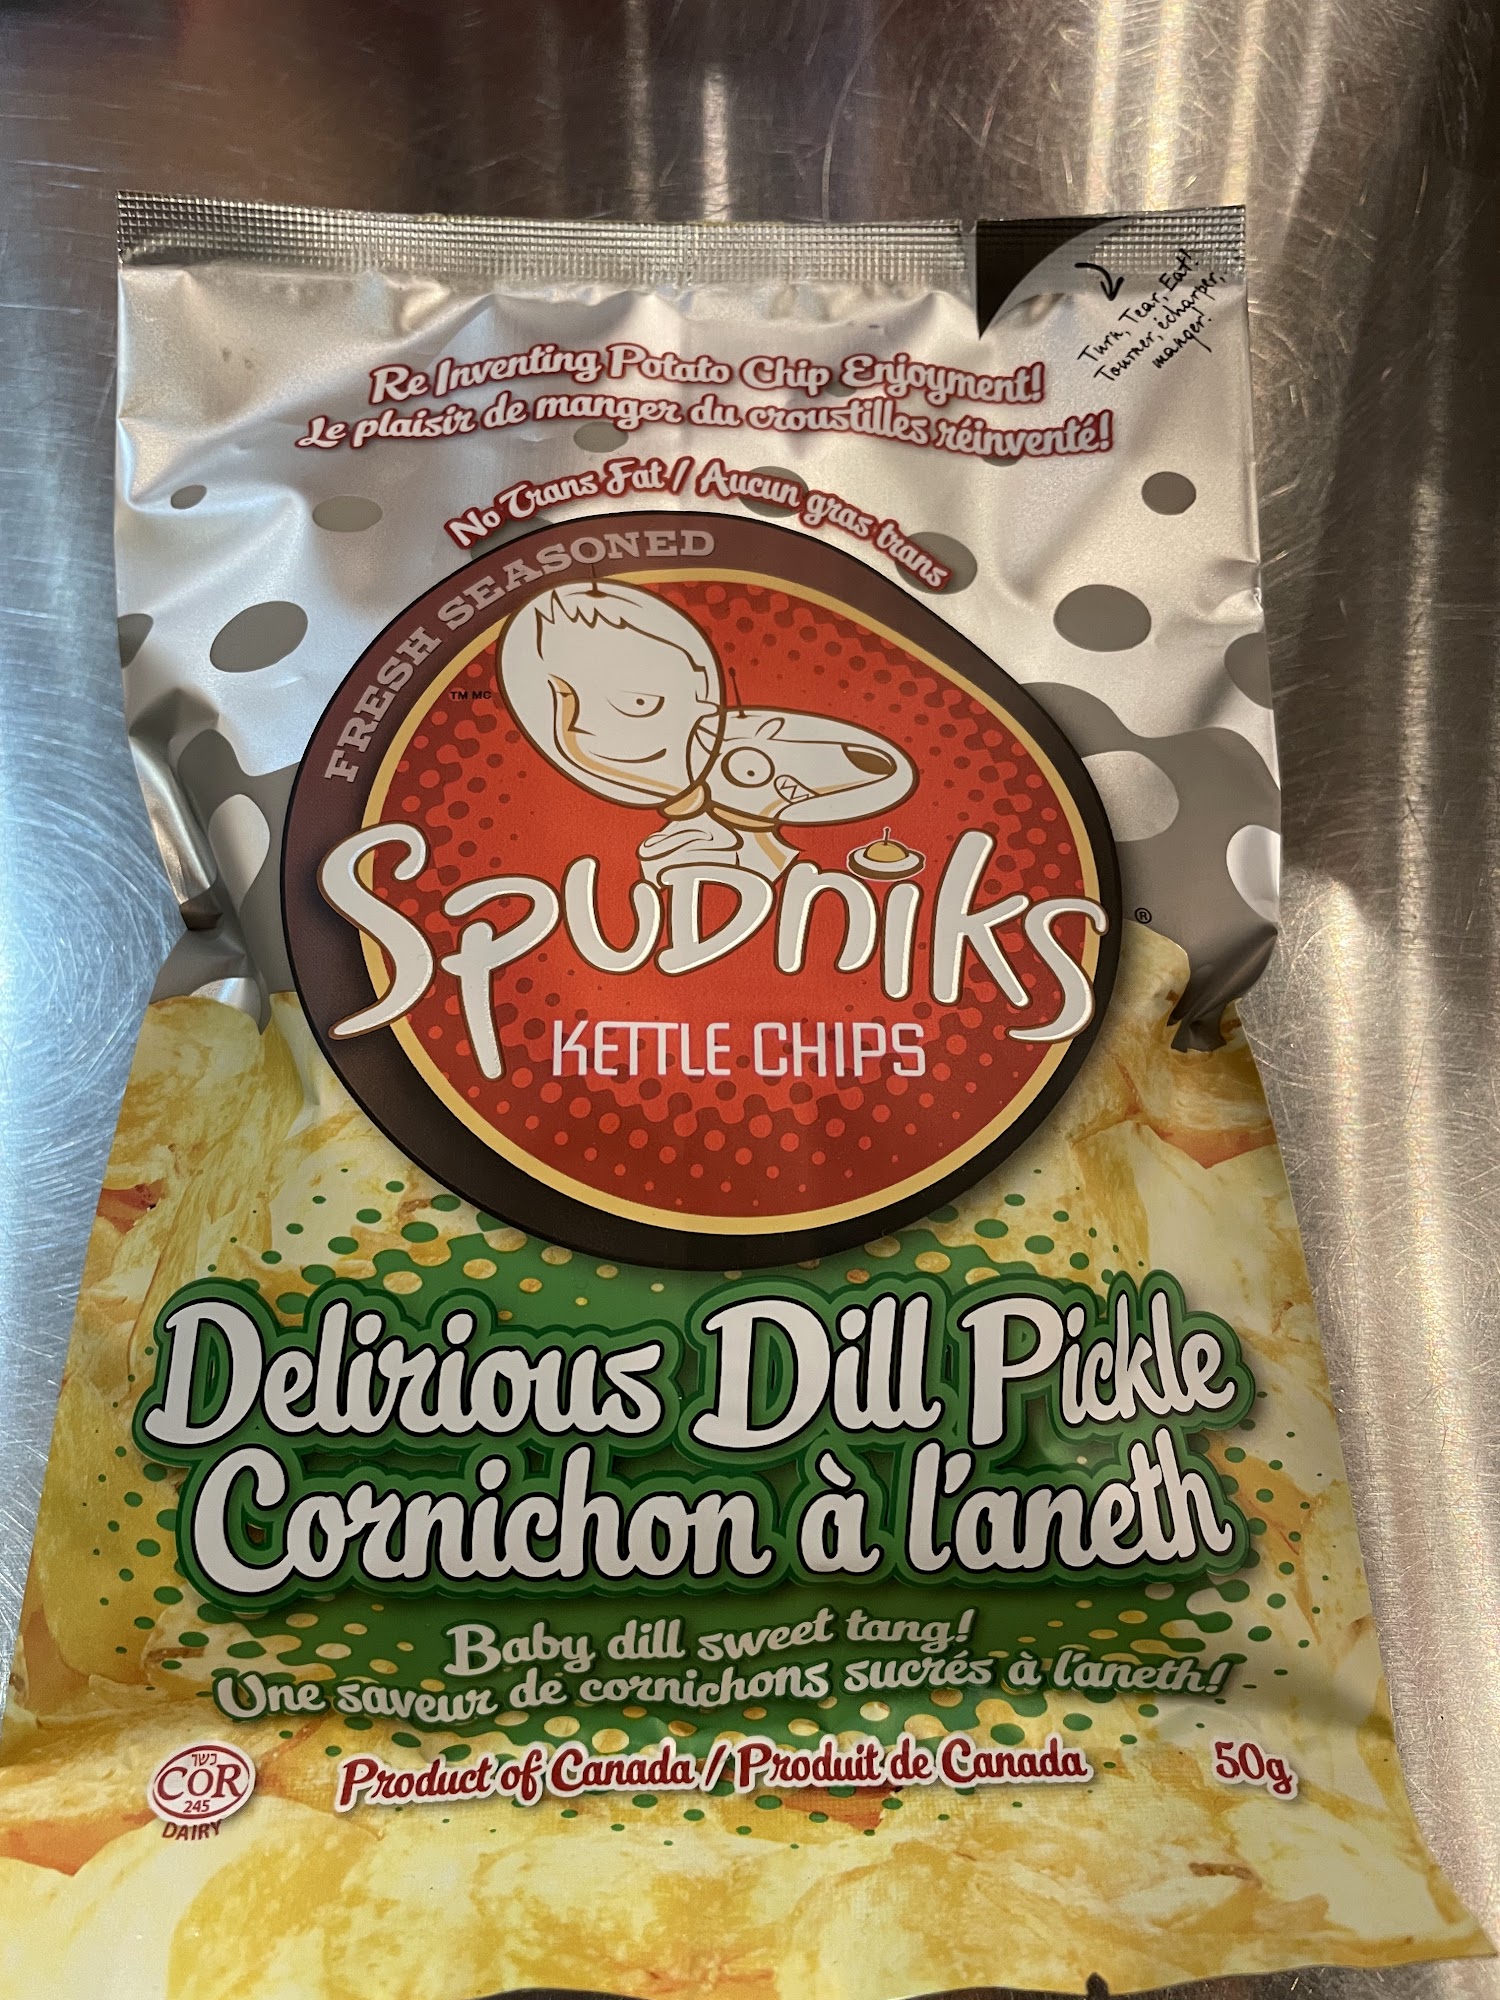 Turn, Tear, Eat!
Tourner, écharper,
manger!
Re Inventing Potato Chip Enjoyment!
Le plaisir de manger du croustilles réinventé!
No Trans Fat / Aucun gras trans
FRESH SEASONED
TM MC
SPUDNIKS
®
KETTLE CHIPS
Delirious Dill Pickle
Cornichon à l'aneth
Baby dill sweet tang!
Une saveur de cornichons sucrés à l'aneth!
כשר
COR
245
DAIRY
Product of Canada / Produit de Canada
50g